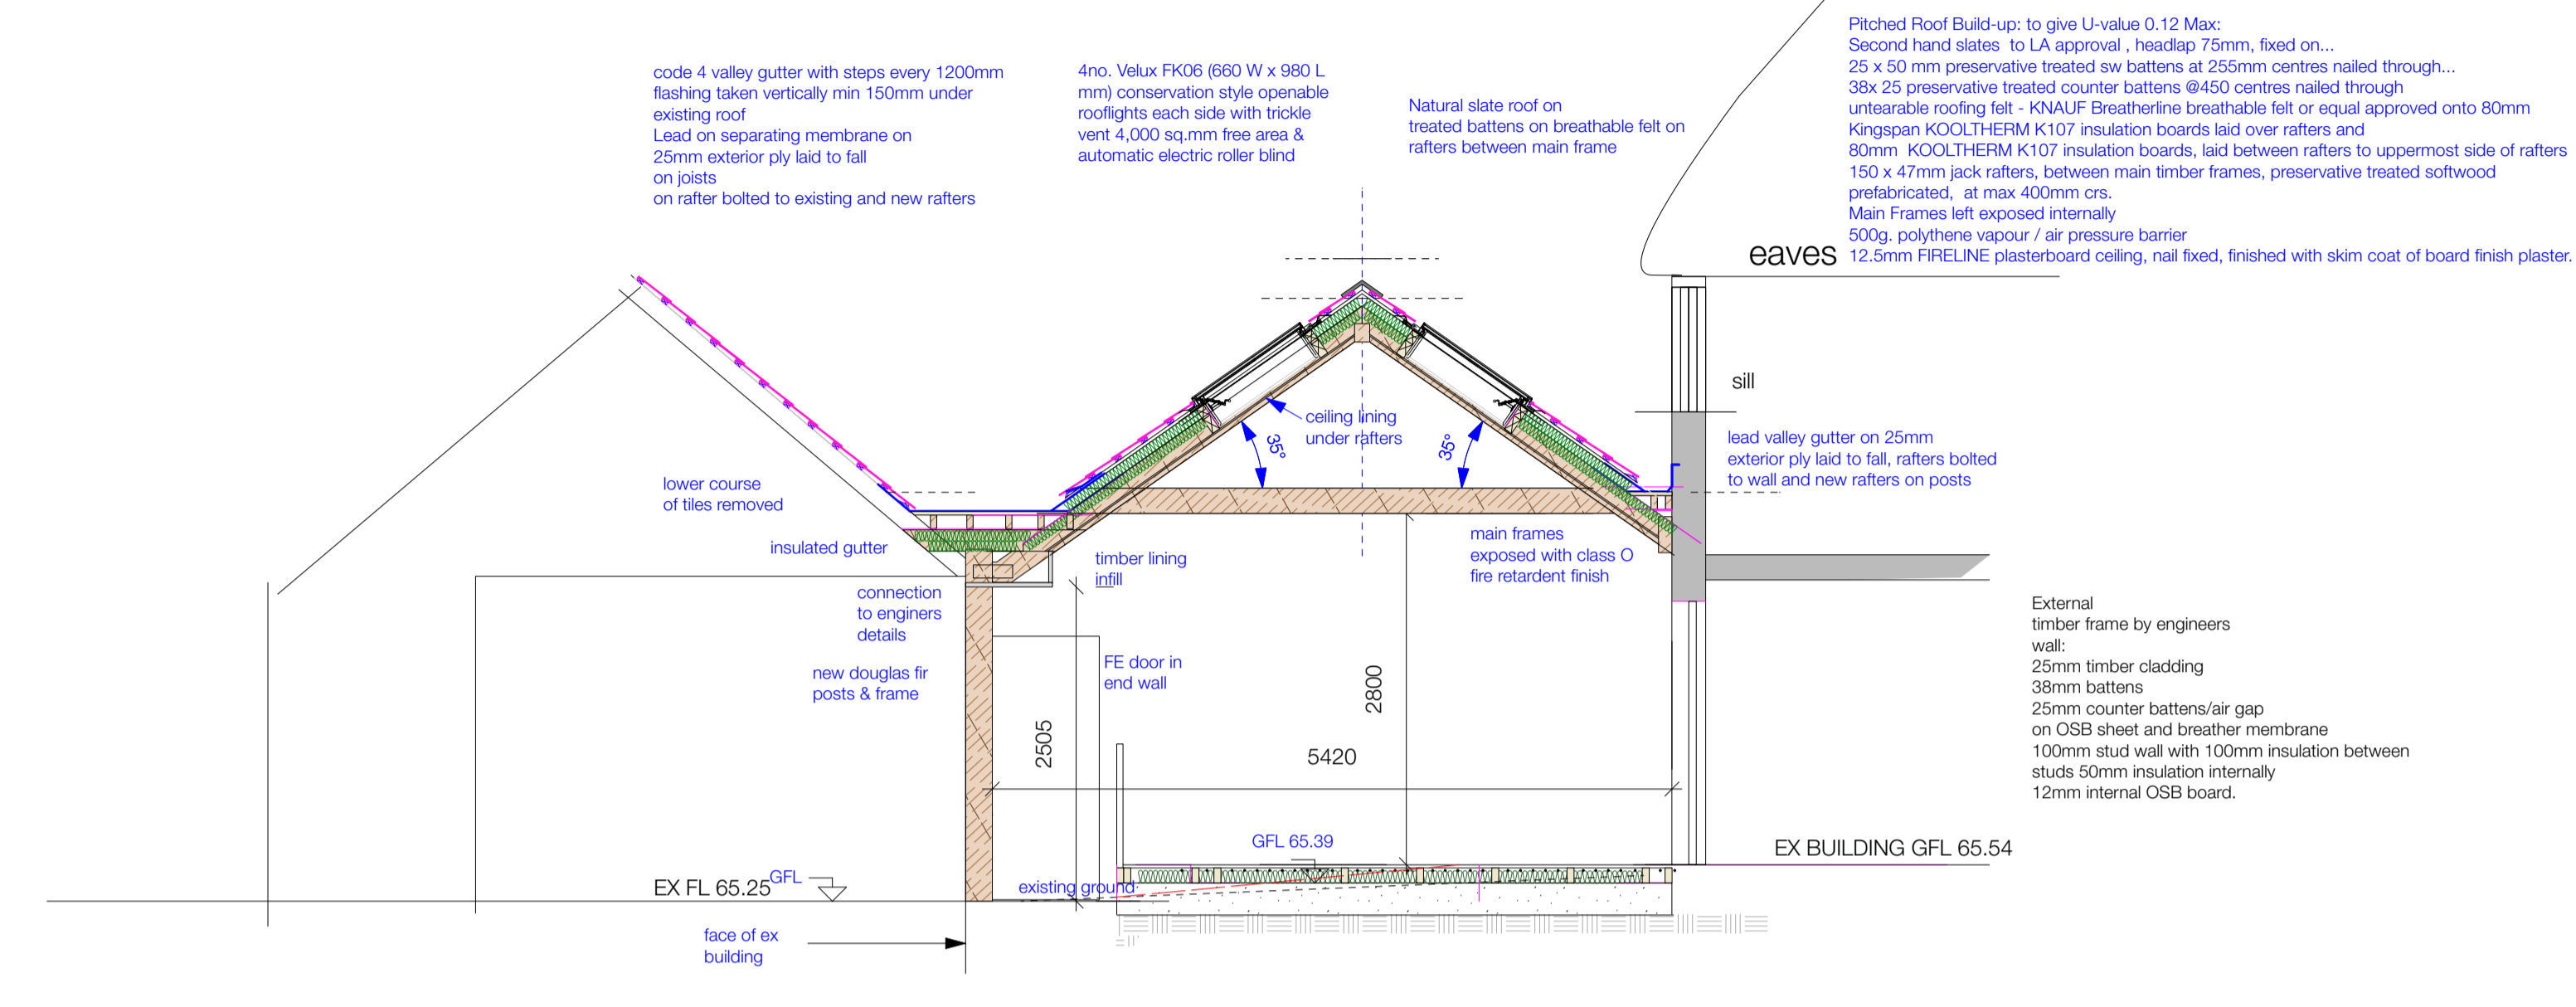 Pitched Roof Build-up: to give U-value 0.12 Max:
Second hand slates to LA approval , headlap 75mm, fixed on...
25 x 50 mm preservative treated sw battens at 255mm centres nailed through...
38x 25 preservative treated counter battens @450 centres nailed through
untearable roofing felt - KNAUF Breatherline breathable felt or equal approved onto 80mm
Kingspan KOOLTHERM K107 insulation boards laid over rafters and
80mm KOOLTHERM K107 insulation boards, laid between rafters to uppermost side of rafters
150 x 47mm jack rafters, between main timber frames, preservative treated softwood
prefabricated, at max 400mm crs.
Main Frames left exposed internally
500g. polythene vapour / air pressure barrier
12.5mm FIRELINE plasterboard ceiling, nail fixed, finished with skim coat of board finish plaster.
code 4 valley gutter with steps every 1200mm
flashing taken vertically min 150mm under
existing roof
Lead on separating membrane on
25mm exterior ply laid to fall
on joists
on rafter bolted to existing and new rafters
4no. Velux FK06 (660 W x 980 L
mm) conservation style openable
rooflights each side with trickle
vent 4,000 sq.mm free area &
automatic electric roller blind
Natural slate roof on
treated battens on breathable felt on
rafters between main frame
eaves
sill
ceiling lining
under rafters
35°
35°
lead valley gutter on 25mm
exterior ply laid to fall, rafters bolted
to wall and new rafters on posts
lower course
of tiles removed
insulated gutter
timber lining
infill
main frames
exposed with class O
fire retardent finish
connection
to enginers
details
new douglas fir
posts & frame
FE door in
end wall
External
timber frame by engineers
wall:
25mm timber cladding
38mm battens
25mm counter battens/air gap
on OSB sheet and breather membrane
100mm stud wall with 100mm insulation between
studs 50mm insulation internally
12mm internal OSB board.
2505
2800
5420
GFL 65.39
EX BUILDING GFL 65.54
EX FL 65.25
GFL
existing ground
face of ex
building